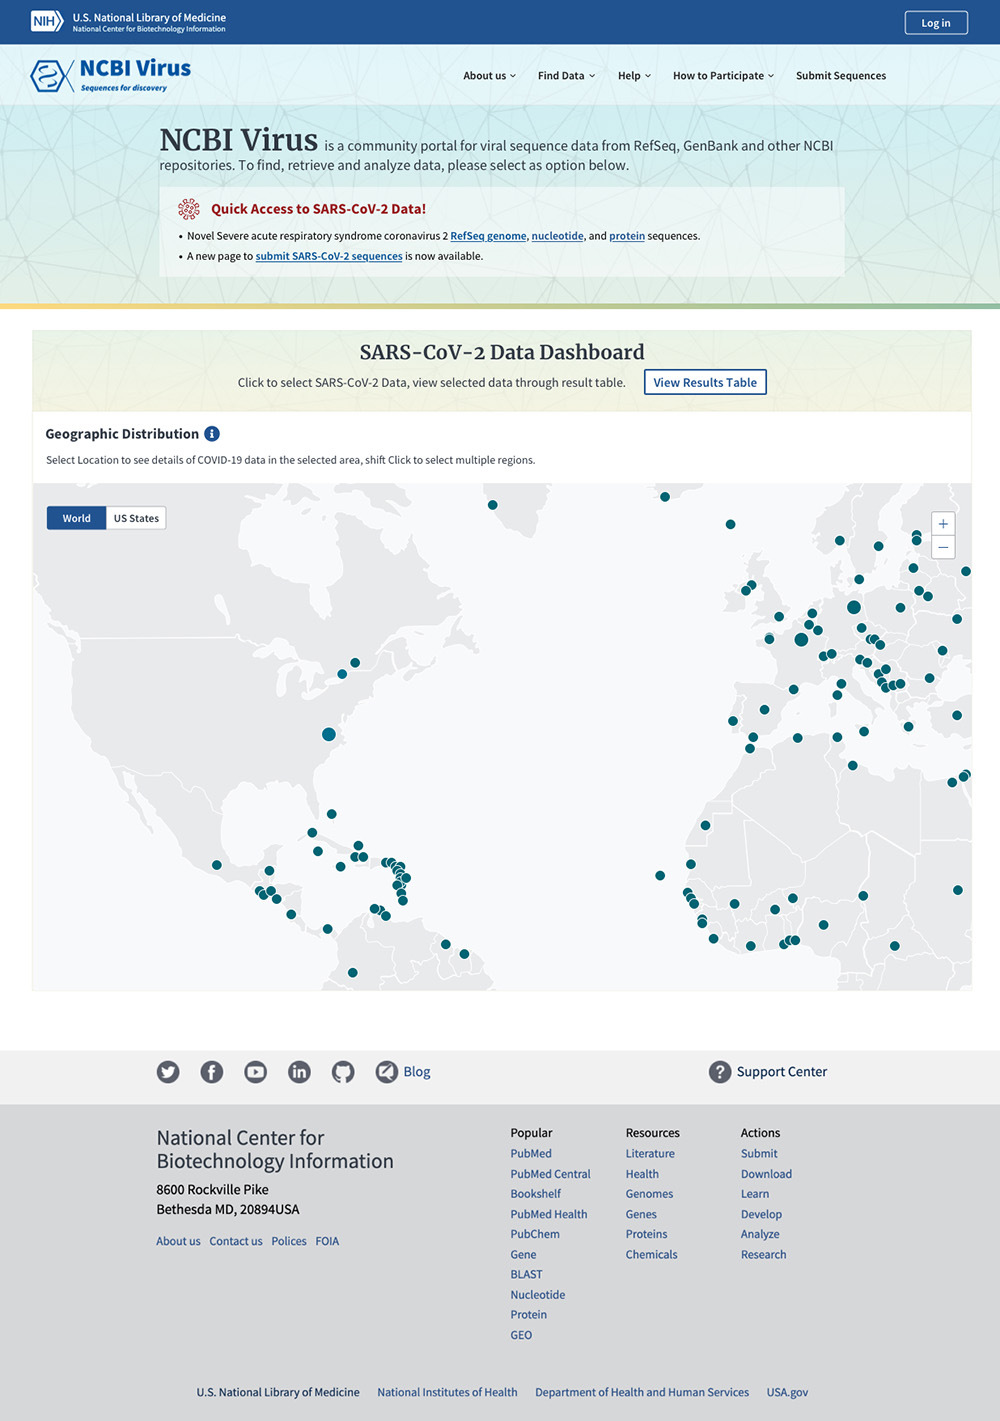 NIH
U.S. National Library of Medicine
National Center for Biotechnology Information
Log in
NCBI Virus
Sequences for discovery
About us
Find Data
Help
How to Participate
Submit Sequences
NCBI Virus is a community portal for viral sequence data from RefSeq, GenBank and other NCBI
repositories. To find, retrieve and analyze data, please select as option below.
Quick Access to SARS-CoV-2 Data!
• Novel Severe acute respiratory syndrome coronavirus 2 RefSeq genome, nucleotide, and protein sequences.
• A new page to submit SARS-CoV-2 sequences is now available.
SARS-CoV-2 Data Dashboard
Click to select SARS-CoV-2 Data, view selected data through result table.
View Results Table
Geographic Distribution
Select Location to see details of COVID-19 data in the selected area, shift Click to select multiple regions.
World
US States
+
−
Blog
? Support Center
National Center for
Biotechnology Information
8600 Rockville Pike
Bethesda MD, 20894USA
About us Contact us Polices FOIA
Popular
PubMed
PubMed Central
Bookshelf
PubMed Health
PubChem
Gene
BLAST
Nucleotide
Protein
GEO
Resources
Literature
Health
Genomes
Genes
Proteins
Chemicals
Actions
Submit
Download
Learn
Develop
Analyze
Research
U.S. National Library of Medicine National Institutes of Health Department of Health and Human Services USA.gov